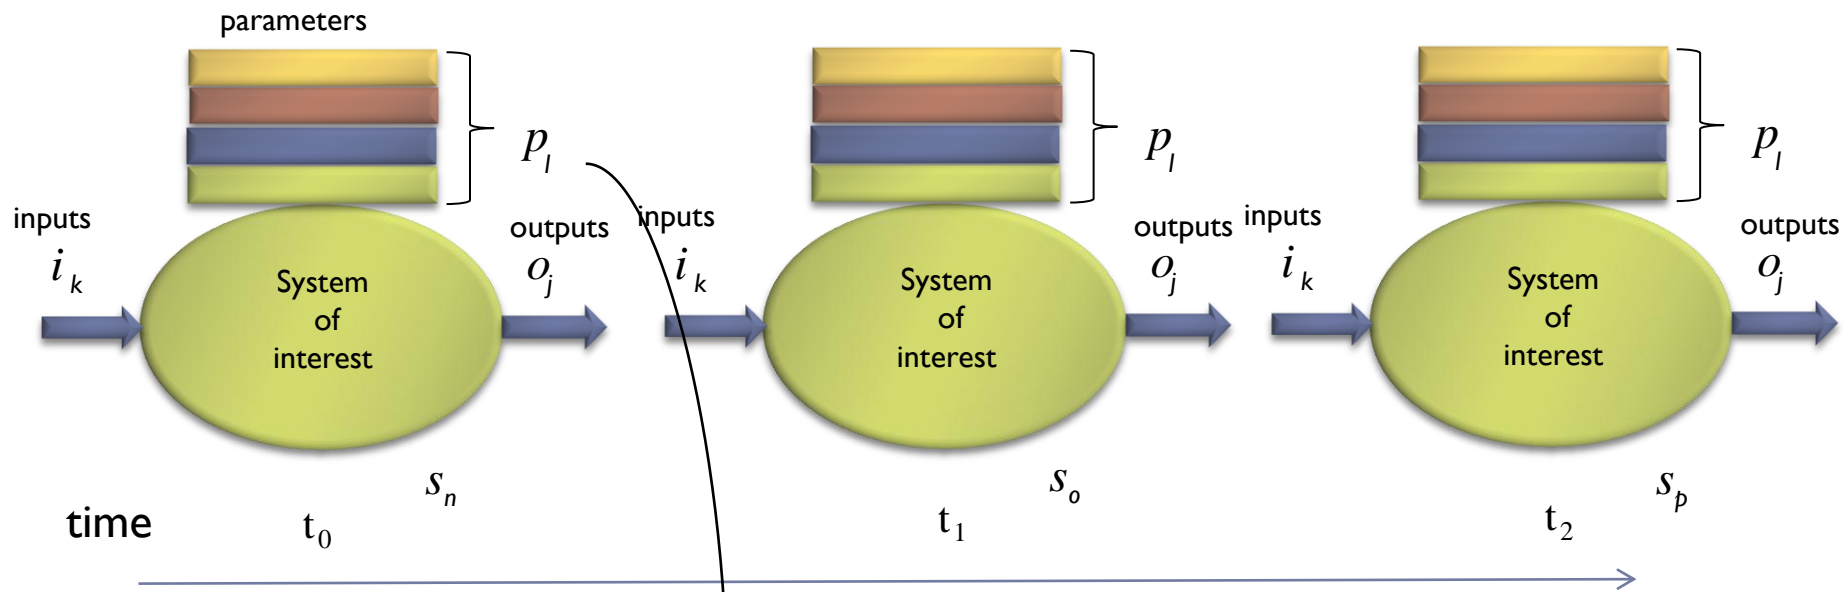 parameters
p_l
p_l
p_l
inputs
outputs
inputs
outputs
inputs
outputs
i_k
o_j
i_k
o_j
i_k
o_j
System
of
interest
System
of
interest
System
of
interest
s_n
s_o
s_p
time
t_0
t_1
t_2